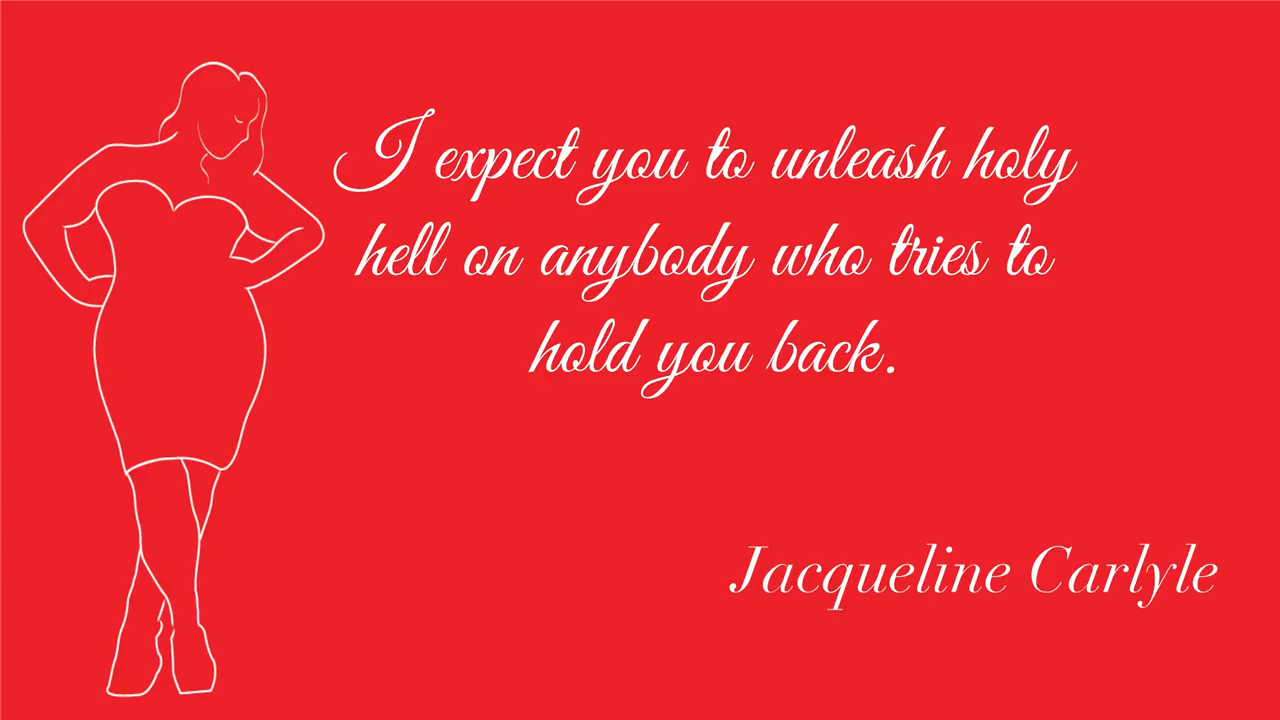 I expect you to unleash holy
hell on anybody who tries to
hold you back.
Jacqueline Carlyle